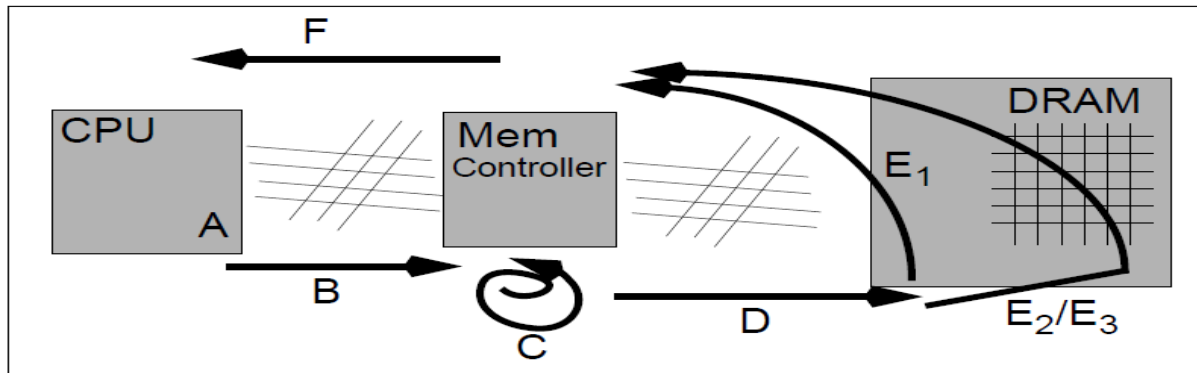 F
CPU
Mem
Controller
DRAM
A
E₁
B
C
D
E₂/E₃